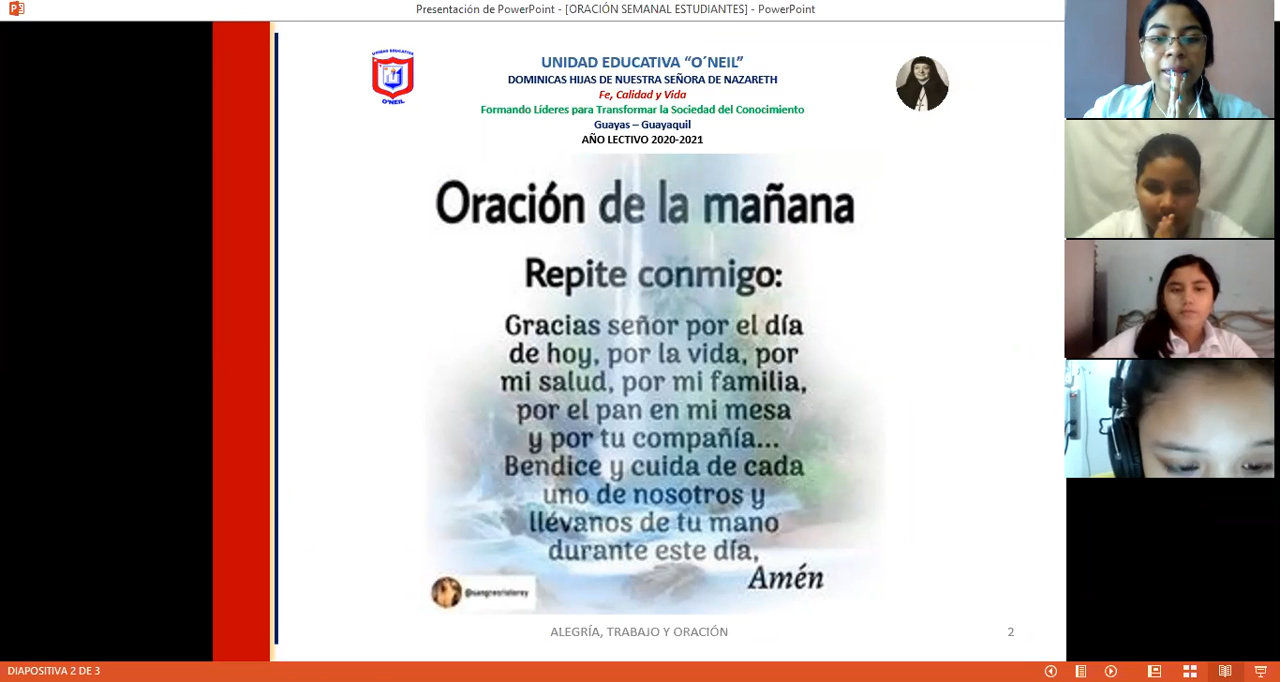 Presentación de PowerPoint - [ORACIÓN SEMANAL ESTUDIANTES] - PowerPoint
UNIDAD EDUCATIVA
O´NEIL
UNIDAD EDUCATIVA “O´NEIL”
DOMINICAS HIJAS DE NUESTRA SEÑORA DE NAZARETH
Fe, Calidad y Vida
Formando Líderes para Transformar la Sociedad del Conocimiento
Guayas – Guayaquil
AÑO LECTIVO 2020-2021
Oración de la mañana
Repite conmigo:
Gracias señor por el día
de hoy, por la vida, por
mi salud, por mi familia,
por el pan en mi mesa
y por tu compañía...
Bendice y cuida de cada
uno de nosotros y
llévanos de tu mano
durante este día,
Amén
ALEGRÍA, TRABAJO Y ORACIÓN
2
DIAPOSITIVA 2 DE 3